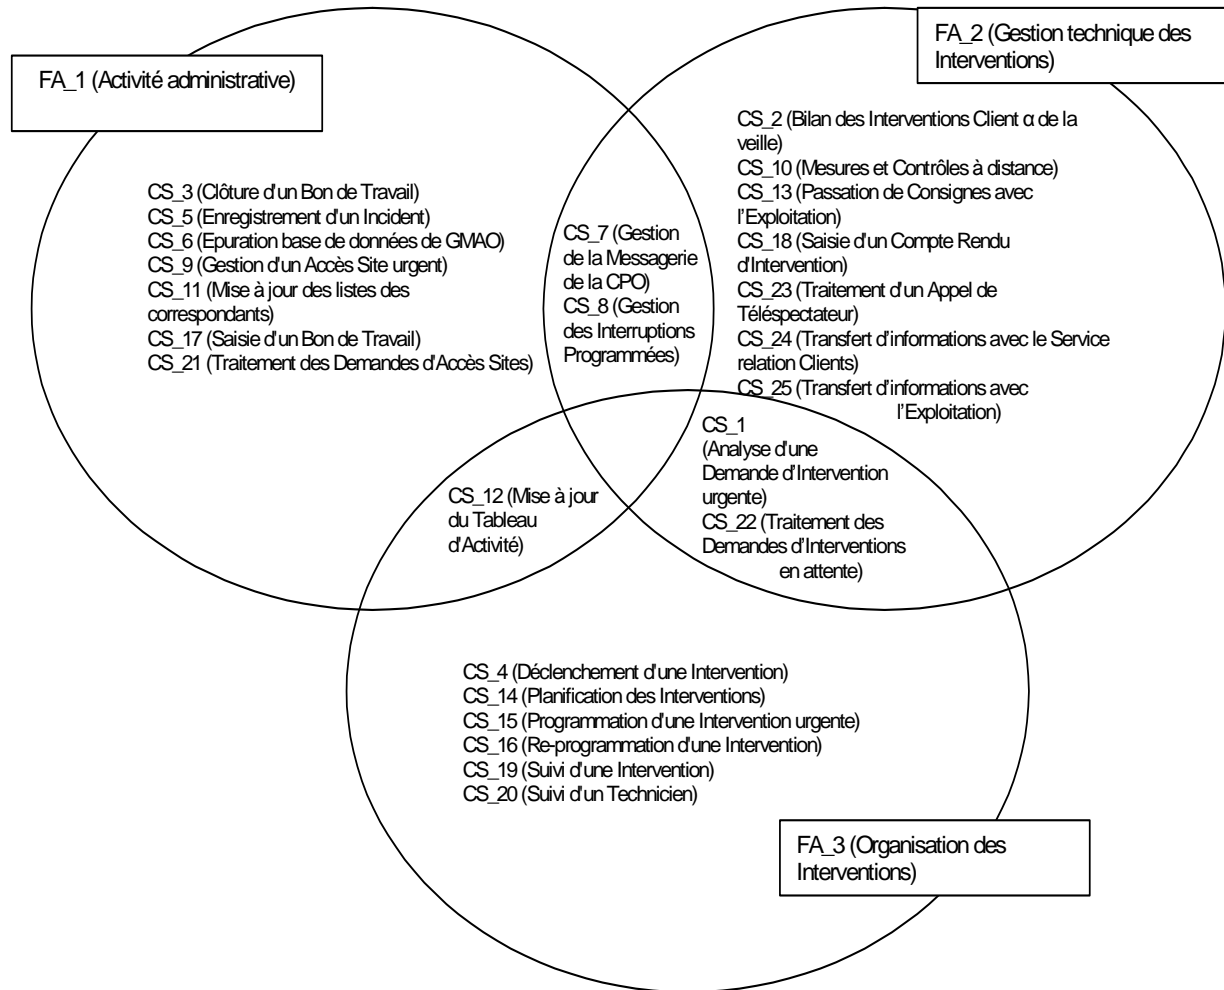 FA_1 (Activité administrative)
FA_2 (Gestion technique des
Interventions)
CS_3 (Clôture d'un Bon de Travail)
CS_5 (Enregistrement d'un Incident)
CS_6 (Epuration base de données de GMAO)
CS_9 (Gestion d'un Accès Site urgent)
CS_11 (Mise à jour des listes des
correspondants)
CS_17 (Saisie d'un Bon de Travail)
CS_21 (Traitement des Demandes d'Accès Sites)
CS_7 (Gestion
de la Messagerie
de la CPO)
CS_8 (Gestion
des Interruptions
Programmées)
CS_2 (Bilan des Interventions Client α de la
veille)
CS_10 (Mesures et Contrôles à distance)
CS_13 (Passation de Consignes avec
l’Exploitation)
CS_18 (Saisie d’un Compte Rendu
d’Intervention)
CS_23 (Traitement d’un Appel de
Téléspectateur)
CS_24 (Transfert d’informations avec le Service
relation Clients)
CS_25 (Transfert d’informations avec
l’Exploitation)
CS_12 (Mise à jour
du Tableau
d'Activité)
CS_1
(Analyse d’une
Demande d’Intervention
urgente)
CS_22 (Traitement des
Demandes d’Interventions
en attente)
CS_4 (Déclenchement d'une Intervention)
CS_14 (Planification des Interventions)
CS_15 (Programmation d'une Intervention urgente)
CS_16 (Re-programmation d'une Intervention)
CS_19 (Suivi d'une Intervention)
CS_20 (Suivi d'un Technicien)
FA_3 (Organisation des
Interventions)